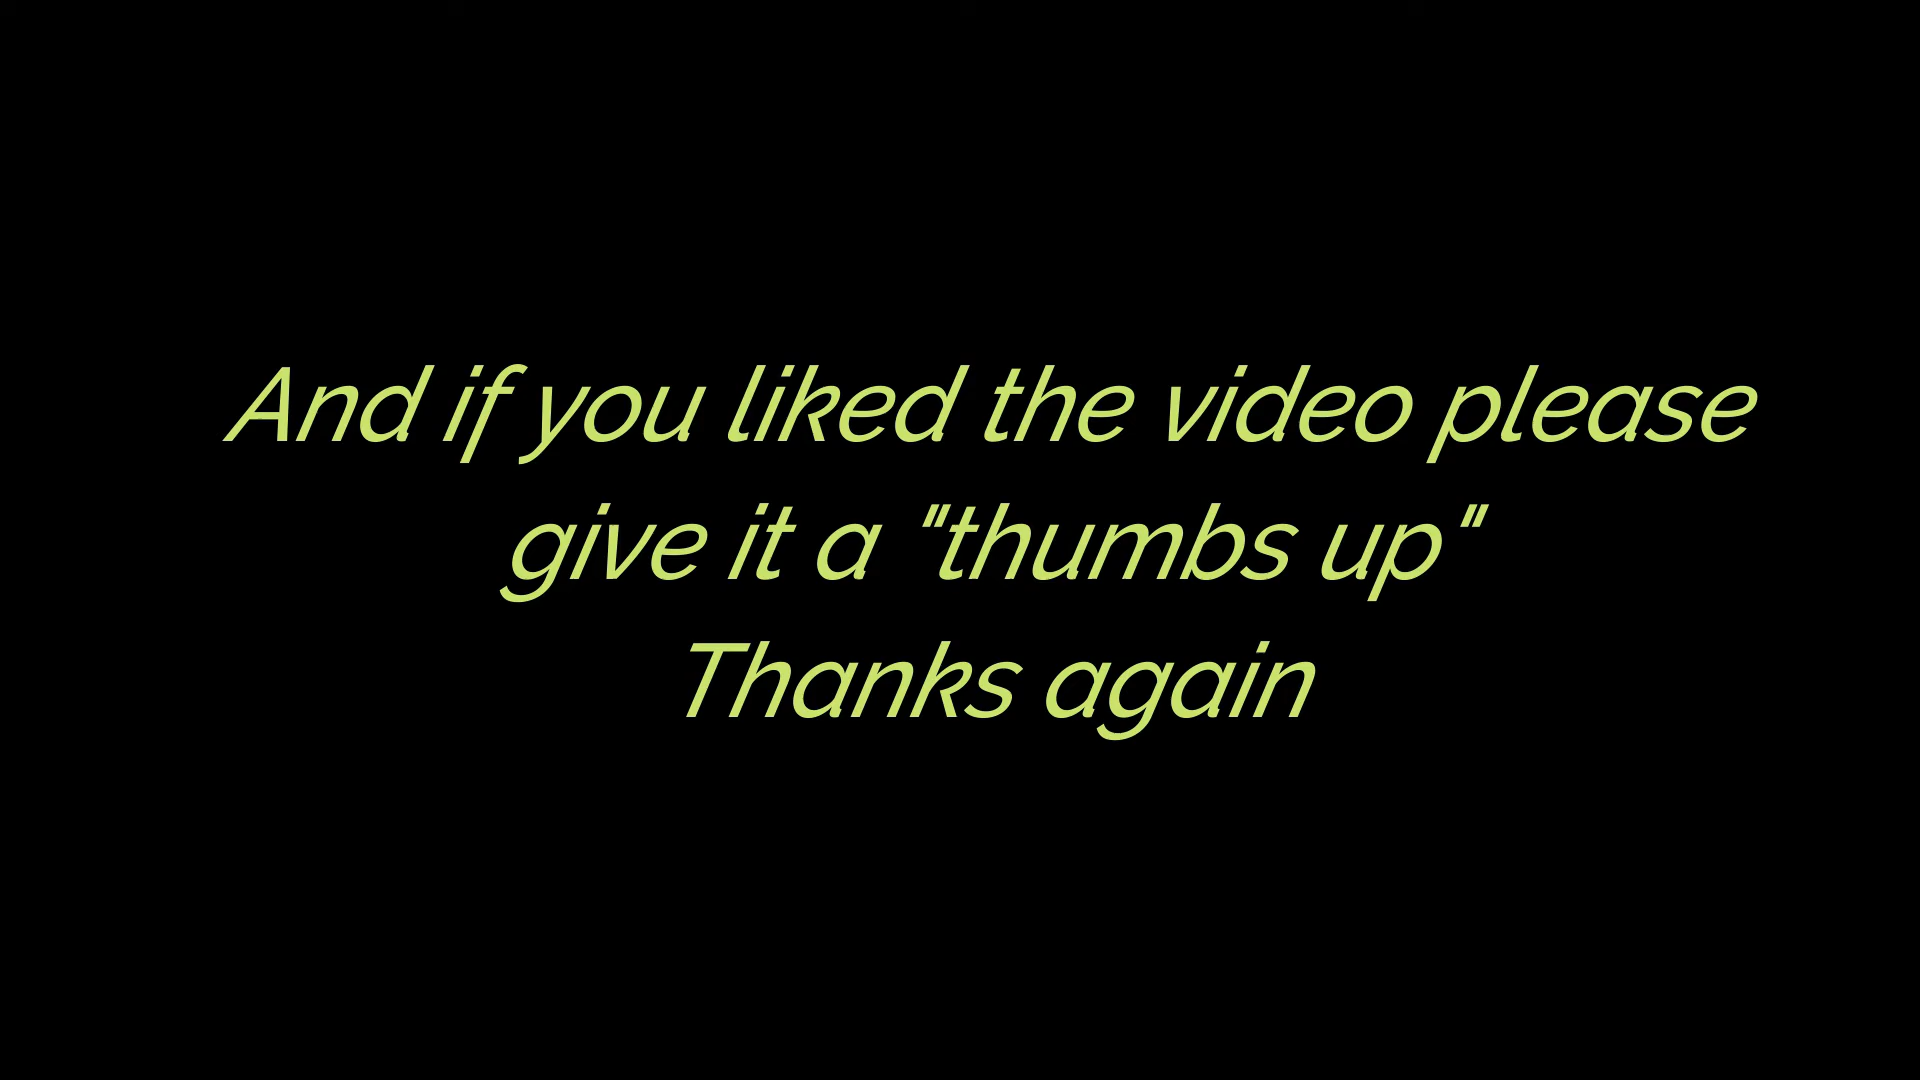 And if you liked the video please
give it a "thumbs up"
Thanks again